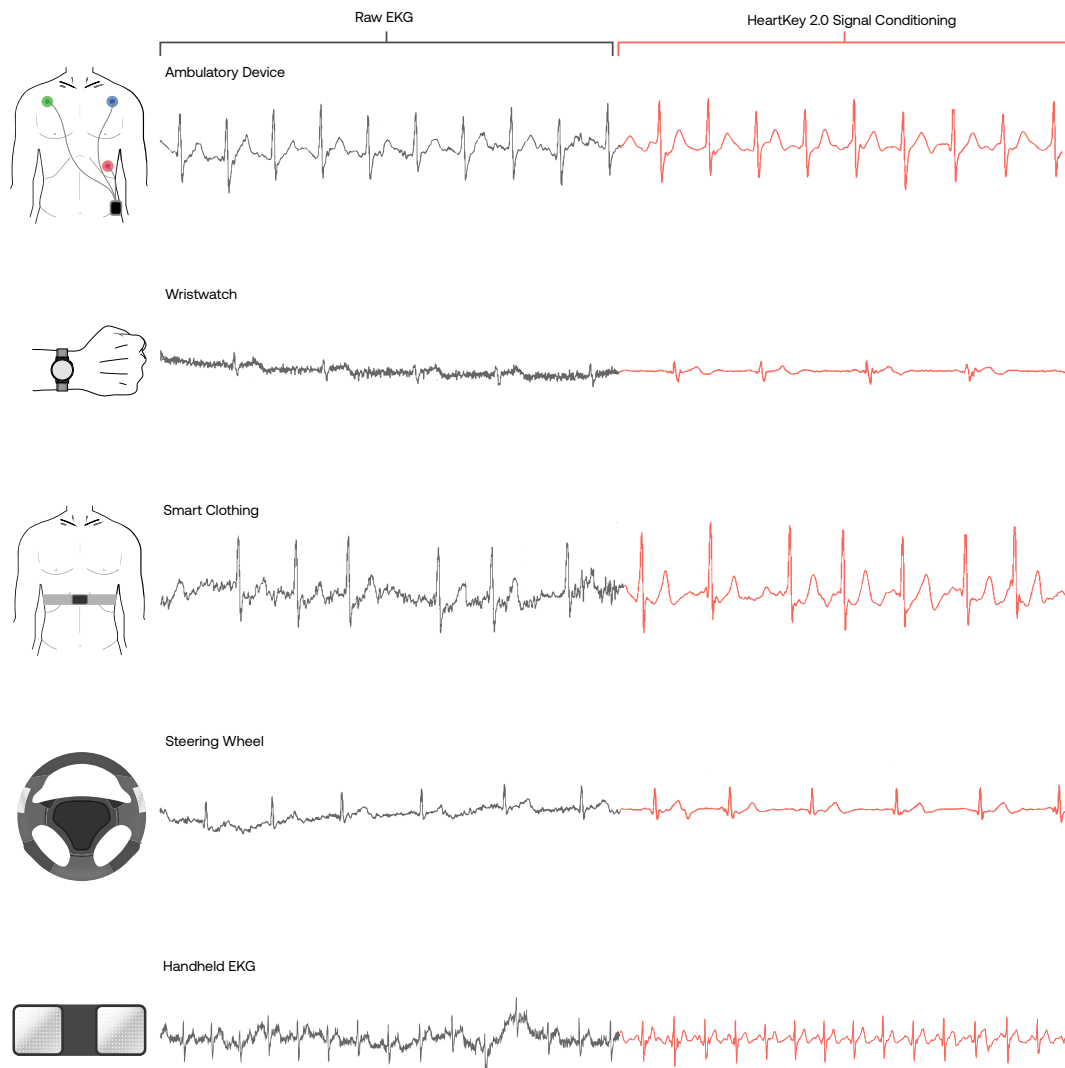 Raw EKG
HeartKey 2.0 Signal Conditioning
Ambulatory Device
Wristwatch
Smart Clothing
Steering Wheel
Handheld EKG